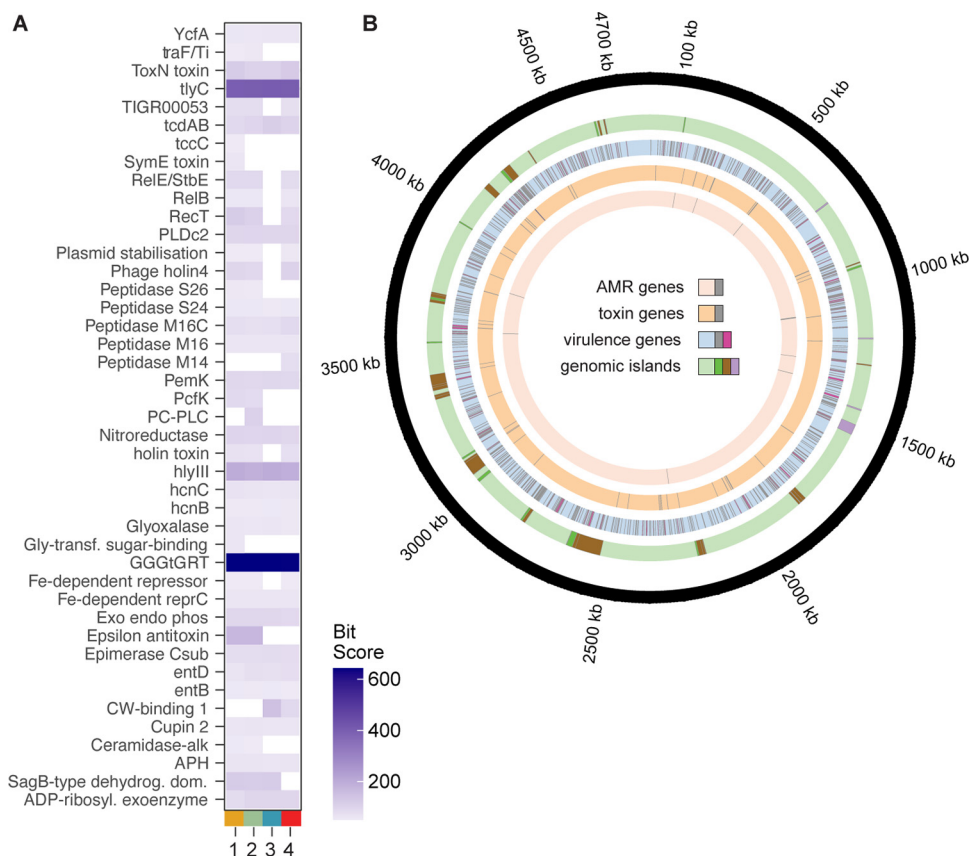 A
YcfA
traF/Ti
ToxN toxin
tlyC
TIGR00053
tcdAB
tccC
SymE toxin
RelE/StbE
RelB
RecT
PLDc2
Plasmid stabilisation
Phage holin4
Peptidase S26
Peptidase S24
Peptidase M16C
Peptidase M16
Peptidase M14
PemK
PcfK
PC-PLC
Nitroreductase
holin toxin
hlyIII
hcnC
hcnB
Glyoxalase
Gly-transf. sugar-binding
GGGtGRT
Fe-dependent repressor
Fe-dependent reprC
Exo endo phos
Epsilon antitoxin
Epimerase Csub
entD
entB
CW-binding 1
Cupin 2
Ceramidase-alk
APH
SagB-type dehydrog. dom.
ADP-ribosyl. exoenzyme
1 2 3 4
Bit
Score
600
400
200
B
100 kb
500 kb
1000 kb
1500 kb
2000 kb
2500 kb
3000 kb
3500 kb
4000 kb
4500 kb
4700 kb
AMR genes
toxin genes
virulence genes
genomic islands